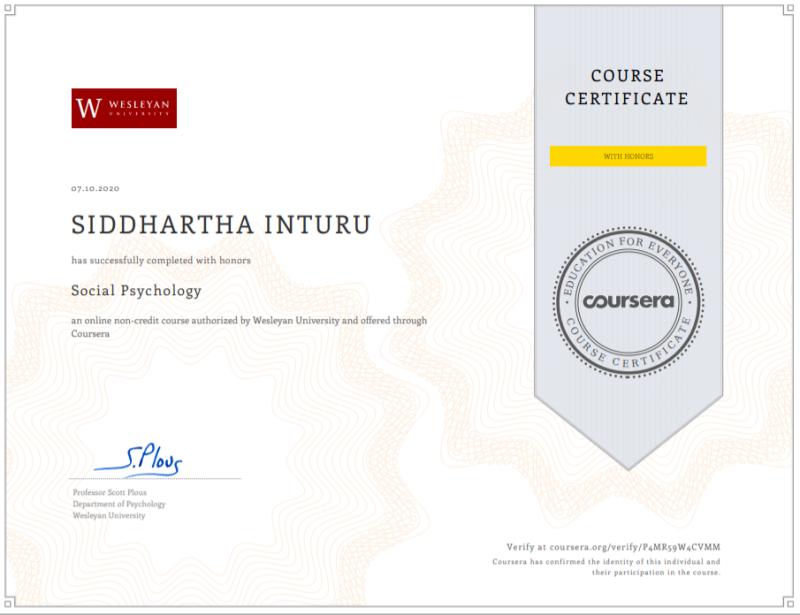 COURSE
CERTIFICATE
WITH HONORS
W WESLEYAN
UNIVERSITY
07.10.2020
SIDDHARTHA INTURU
has successfully completed with honors
Social Psychology
an online non-credit course authorized by Wesleyan University and offered through
Coursera
EDUCATION FOR EVERYONE
coursera
COURSE CERTIFICATE
S.Plous
Professor Scott Plous
Department of Psychology
Wesleyan University
Verify at coursera.org/verify/P4MR59W4CVMM
Coursera has confirmed the identity of this individual and
their participation in the course.